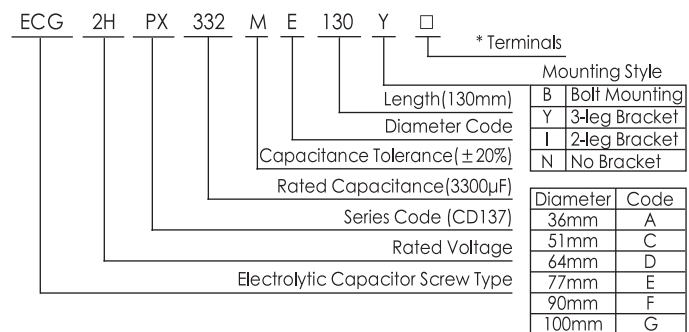 ECG 2H PX 332 M E 130 Y □
* Terminals
Mounting Style
B Bolt Mounting
Y 3-leg Bracket
I 2-leg Bracket
N No Bracket
Length(130mm)
Diameter Code
Capacitance Tolerance(±20%)
Rated Capacitance(3300µF)
Series Code (CD137)
Rated Voltage
Electrolytic Capacitor Screw Type
Diameter Code
36mm A
51mm C
64mm D
77mm E
90mm F
100mm G